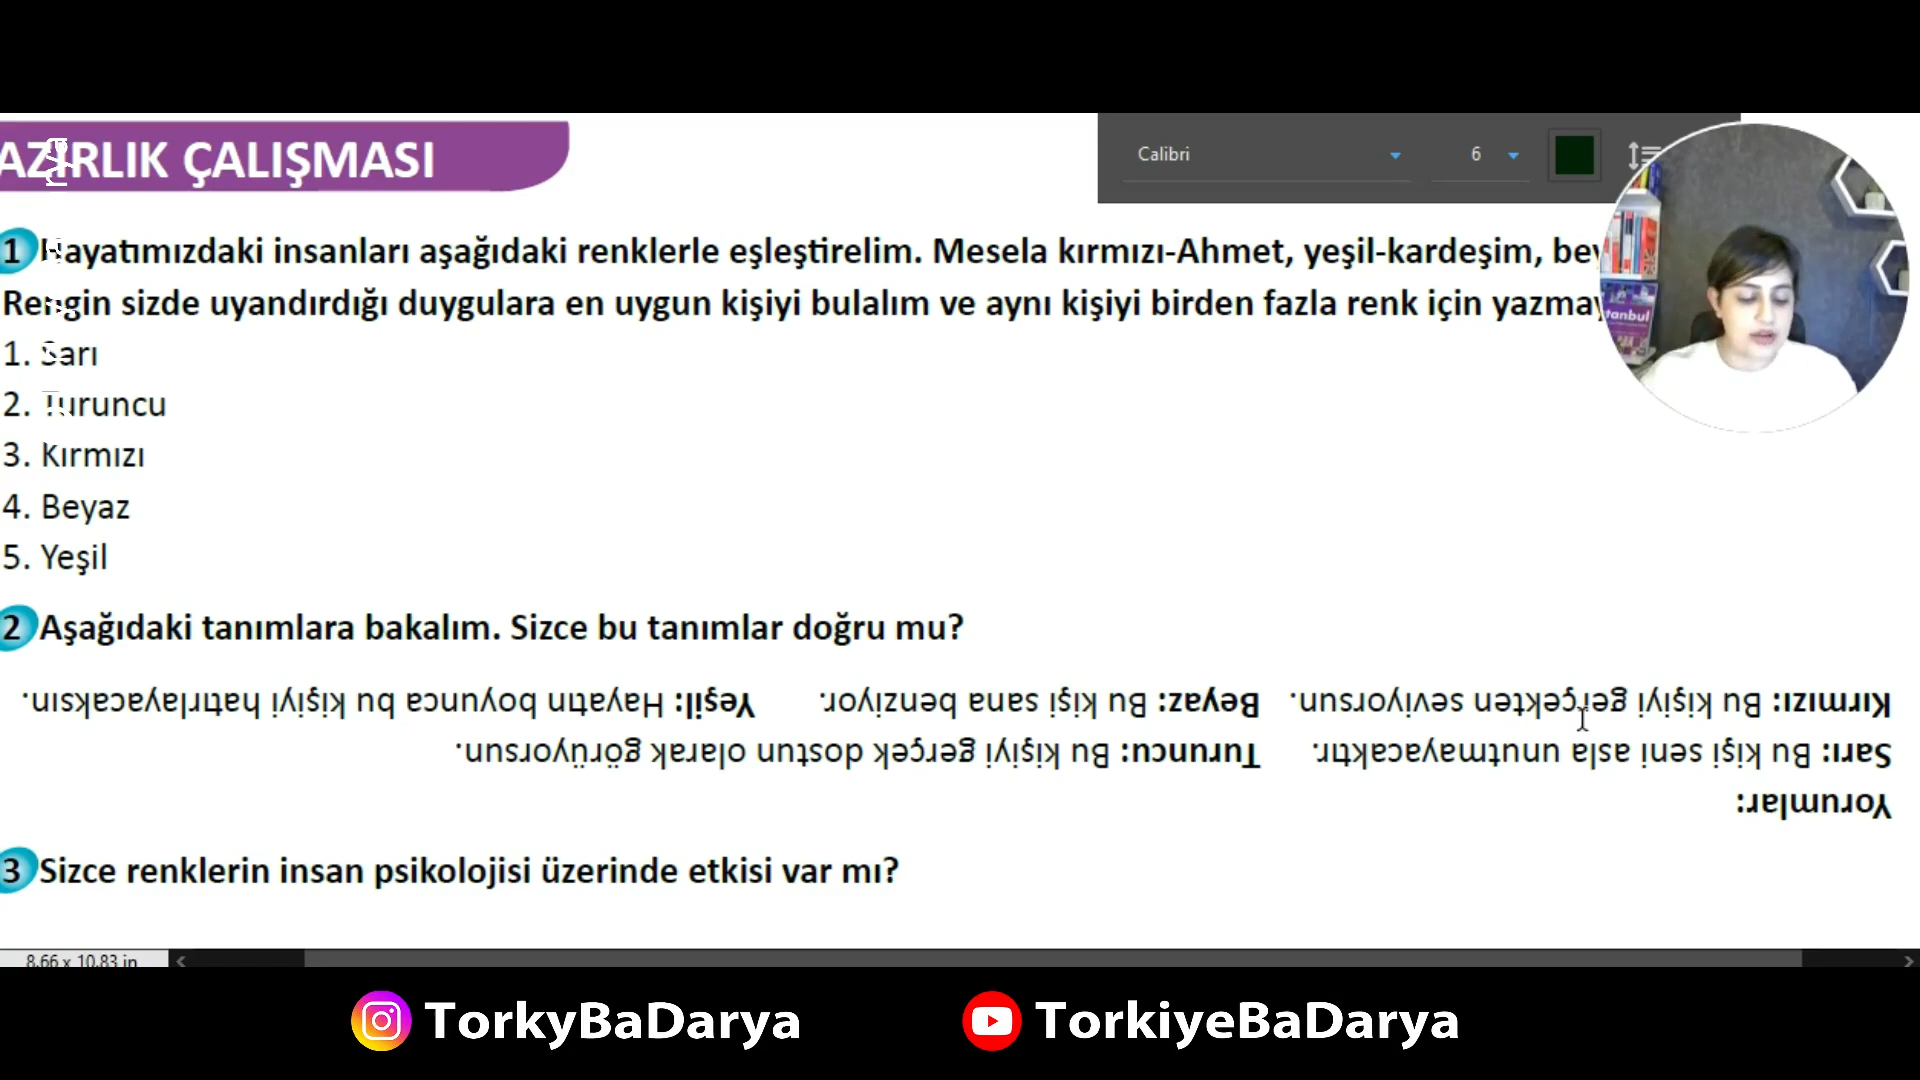 AZIRLIK ÇALIŞMASI
Calibri 6
1 Hayatımızdaki insanları aşağıdaki renklerle eşleştirelim. Mesela kırmızı-Ahmet, yeşil-kardeşim,
Rengin sizde uyandırdığı duygulara en uygun kişiyi bulalım ve aynı kişiyi birden fazla renk için
tanbul
1. Sarı
2. Turuncu
3. Kırmızı
4. Beyaz
5. Yeşil
2 Aşağıdaki tanımlara bakalım. Sizce bu tanımlar doğru mu?
Yorumlar:
Sarı: Bu kişi seni asla unutmayacaktır. Turuncu: Bu kişiyi gerçek dostun olarak görüyorsun.
Kırmızı: Bu kişiyi gerçekten seviyorsun. Beyaz: Bu kişi sana benziyor. Yeşil: Hayatın boyunca bu kişiyi hatırlayacaksın.
3 Sizce renklerin insan psikolojisi üzerinde etkisi var mı?
8.66 x 10.83 in
TorkyBaDarya TorkiyeBaDarya